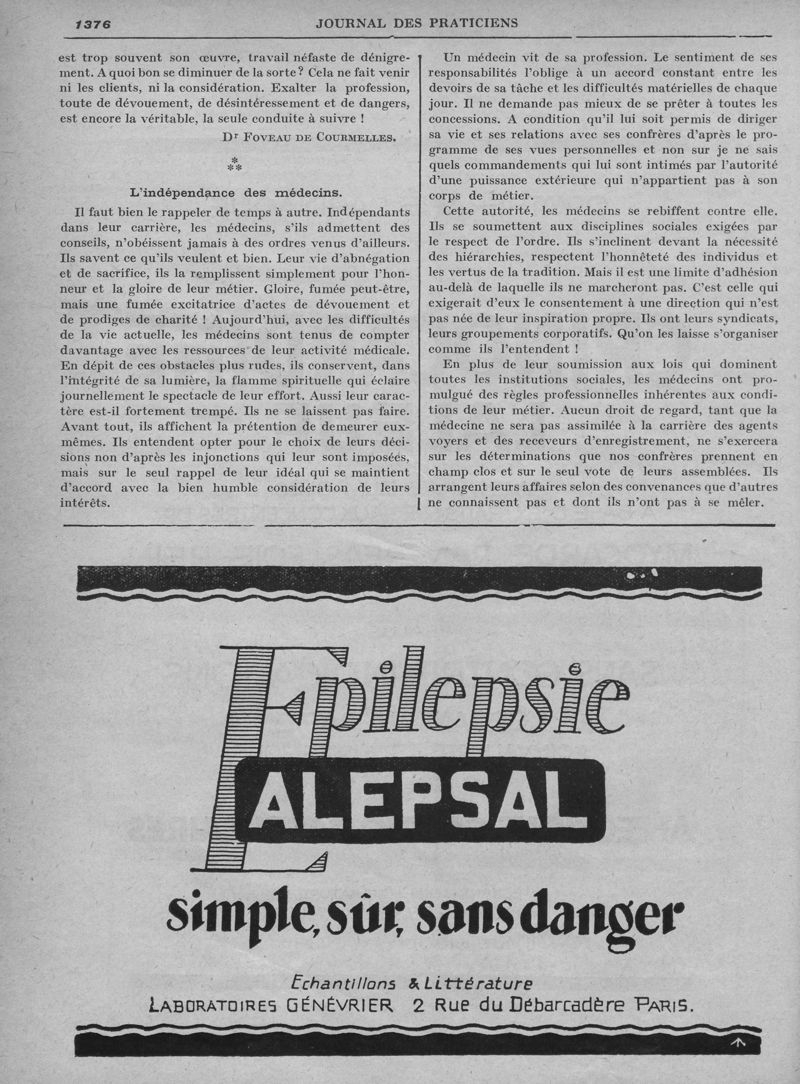 1376
JOURNAL DES PRATICIENS
est trop souvent son œuvre, travail néfaste de dénigre-
ment. A quoi bon se diminuer de la sorte ? Cela ne fait venir
ni les clients, ni la considération. Exalter la profession,
toute de dévouement, de désintéressement et de dangers,
est encore la véritable, la seule conduite à suivre !
Dr FOVEAU DE COURMELLES.
*
**
L'indépendance des médecins.
Il faut bien le rappeler de temps à autre. Indépendants
dans leur carrière, les médecins, s'ils admettent des
conseils, n'obéissent jamais à des ordres venus d'ailleurs.
Ils savent ce qu'ils veulent et bien. Leur vie d'abnégation
et de sacrifice, ils la remplissent simplement pour l'hon-
neur et la gloire de leur métier. Gloire, fumée peut-être,
mais une fumée excitatrice d'actes de dévouement et
de prodiges de charité ! Aujourd'hui, avec les difficultés
de la vie actuelle, les médecins sont tenus de compter
davantage avec les ressources de leur activité médicale.
En dépit de ces obstacles plus rudes, ils conservent, dans
l'intégrité de sa lumière, la flamme spirituelle qui éclaire
journellement le spectacle de leur effort. Aussi leur carac-
tère est-il fortement trempé. Ils ne se laissent pas faire.
Avant tout, ils affichent la prétention de demeurer eux-
mêmes. Ils entendent opter pour le choix de leurs déci-
sions non d'après les injonctions qui leur sont imposées,
mais sur le seul rappel de leur idéal qui se maintient
d'accord avec la bien humble considération de leurs
intérêts.
Un médecin vit de sa profession. Le sentiment de ses
responsabilités l'oblige à un accord constant entre les
devoirs de sa tâche et les difficultés matérielles de chaque
jour. Il ne demande pas mieux de se prêter à toutes les
concessions. A condition qu'il lui soit permis de diriger
sa vie et ses relations avec ses confrères d'après le pro-
gramme de ses vues personnelles et non sur je ne sais
quels commandements qui lui sont intimés par l'autorité
d'une puissance extérieure qui n'appartient pas à son
corps de métier.
Cette autorité, les médecins se rebiffent contre elle.
Ils se soumettent aux disciplines sociales exigées par
le respect de l'ordre. Ils s'inclinent devant la nécessité
des hiérarchies, respectent l'honnêteté des individus et
les vertus de la tradition. Mais il est une limite d'adhésion
au-delà de laquelle ils ne marcheront pas. C'est celle qui
exigerait d'eux le consentement à une direction qui n'est
pas née de leur inspiration propre. Ils ont leurs syndicats,
leurs groupements corporatifs. Qu'on les laisse s'organiser
comme ils l'entendent !
En plus de leur soumission aux lois qui dominent
toutes les institutions sociales, les médecins ont pro-
mulgué des règles professionnelles inhérentes aux condi-
tions de leur métier. Aucun droit de regard, tant que la
médecine ne sera pas assimilée à la carrière des agents
voyers et des receveurs d'enregistrement, ne s'exercera
sur les déterminations que nos confrères prennent en
champ clos et sur le seul vote de leurs assemblées. Ils
arrangent leurs affaires selon des convenances que d'autres
ne connaissent pas et dont ils n'ont pas à se mêler.
Epilepsie
ALEPSAL
simple, sûr, sans danger
Echantillons & Littérature
LABORATOIRES GÉNÉVRIER 2 Rue du Débarcadère PARIS.